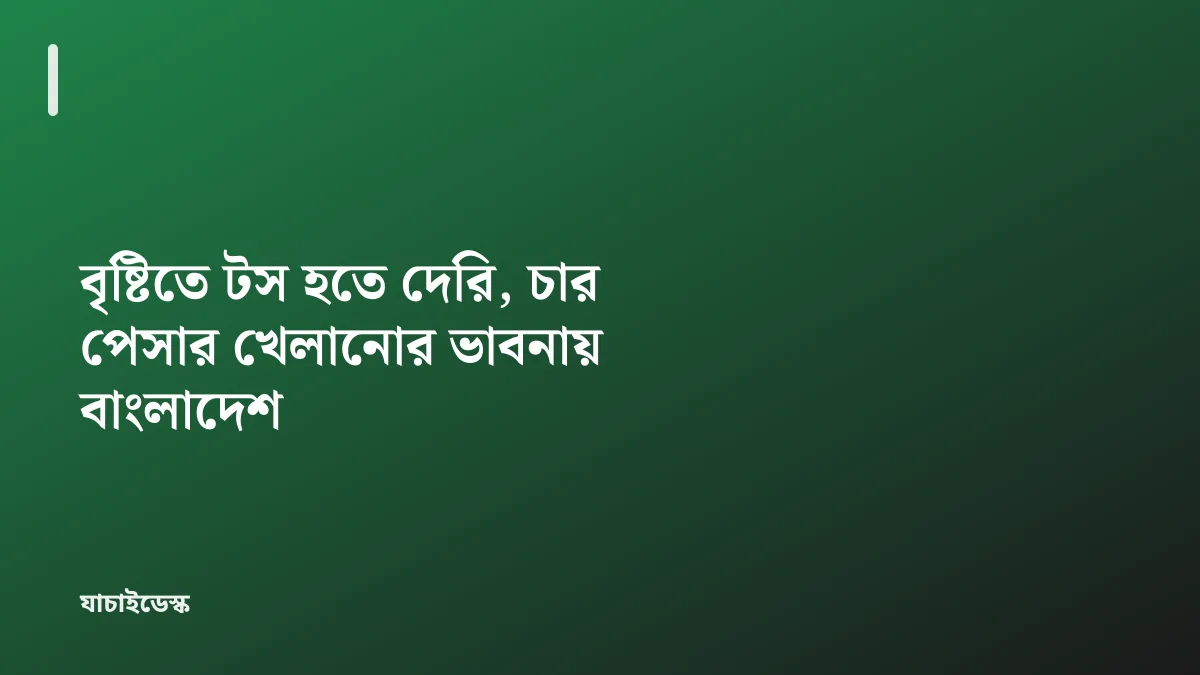 বৃষ্টিতে টস হতে দেরি, চার
পেসার খেলানোর ভাবনায়
বাংলাদেশ
যাচাইডেস্ক